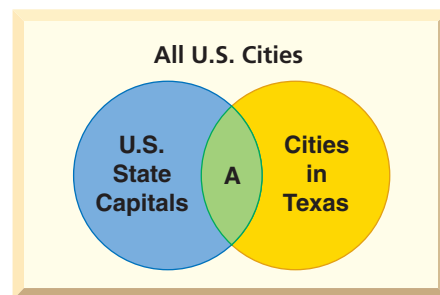 All U.S. Cities
U.S.
State
Capitals
A
Cities
in
Texas